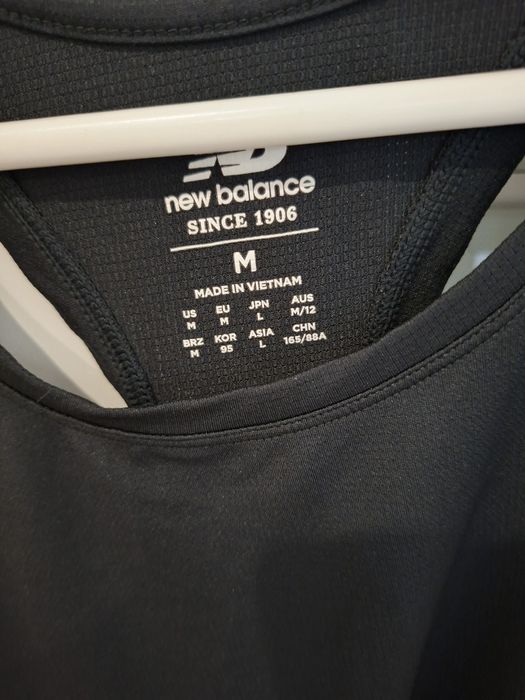 new balance
SINCE 1906
M
MADE IN VIETNAM
US EU JPN AUS
M M L M/12
BRZ KOR ASIA CHN
M 95 L 165/88A